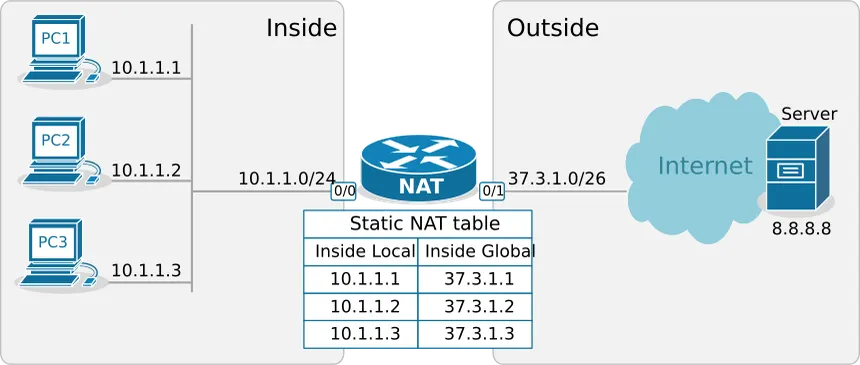 Inside
Outside
PC1
10.1.1.1
PC2
10.1.1.2
PC3
10.1.1.3
10.1.1.0/24
0/0
NAT
0/1
37.3.1.0/26
Internet
Server
8.8.8.8
Static NAT table
Inside Local Inside Global
10.1.1.1 37.3.1.1
10.1.1.2 37.3.1.2
10.1.1.3 37.3.1.3